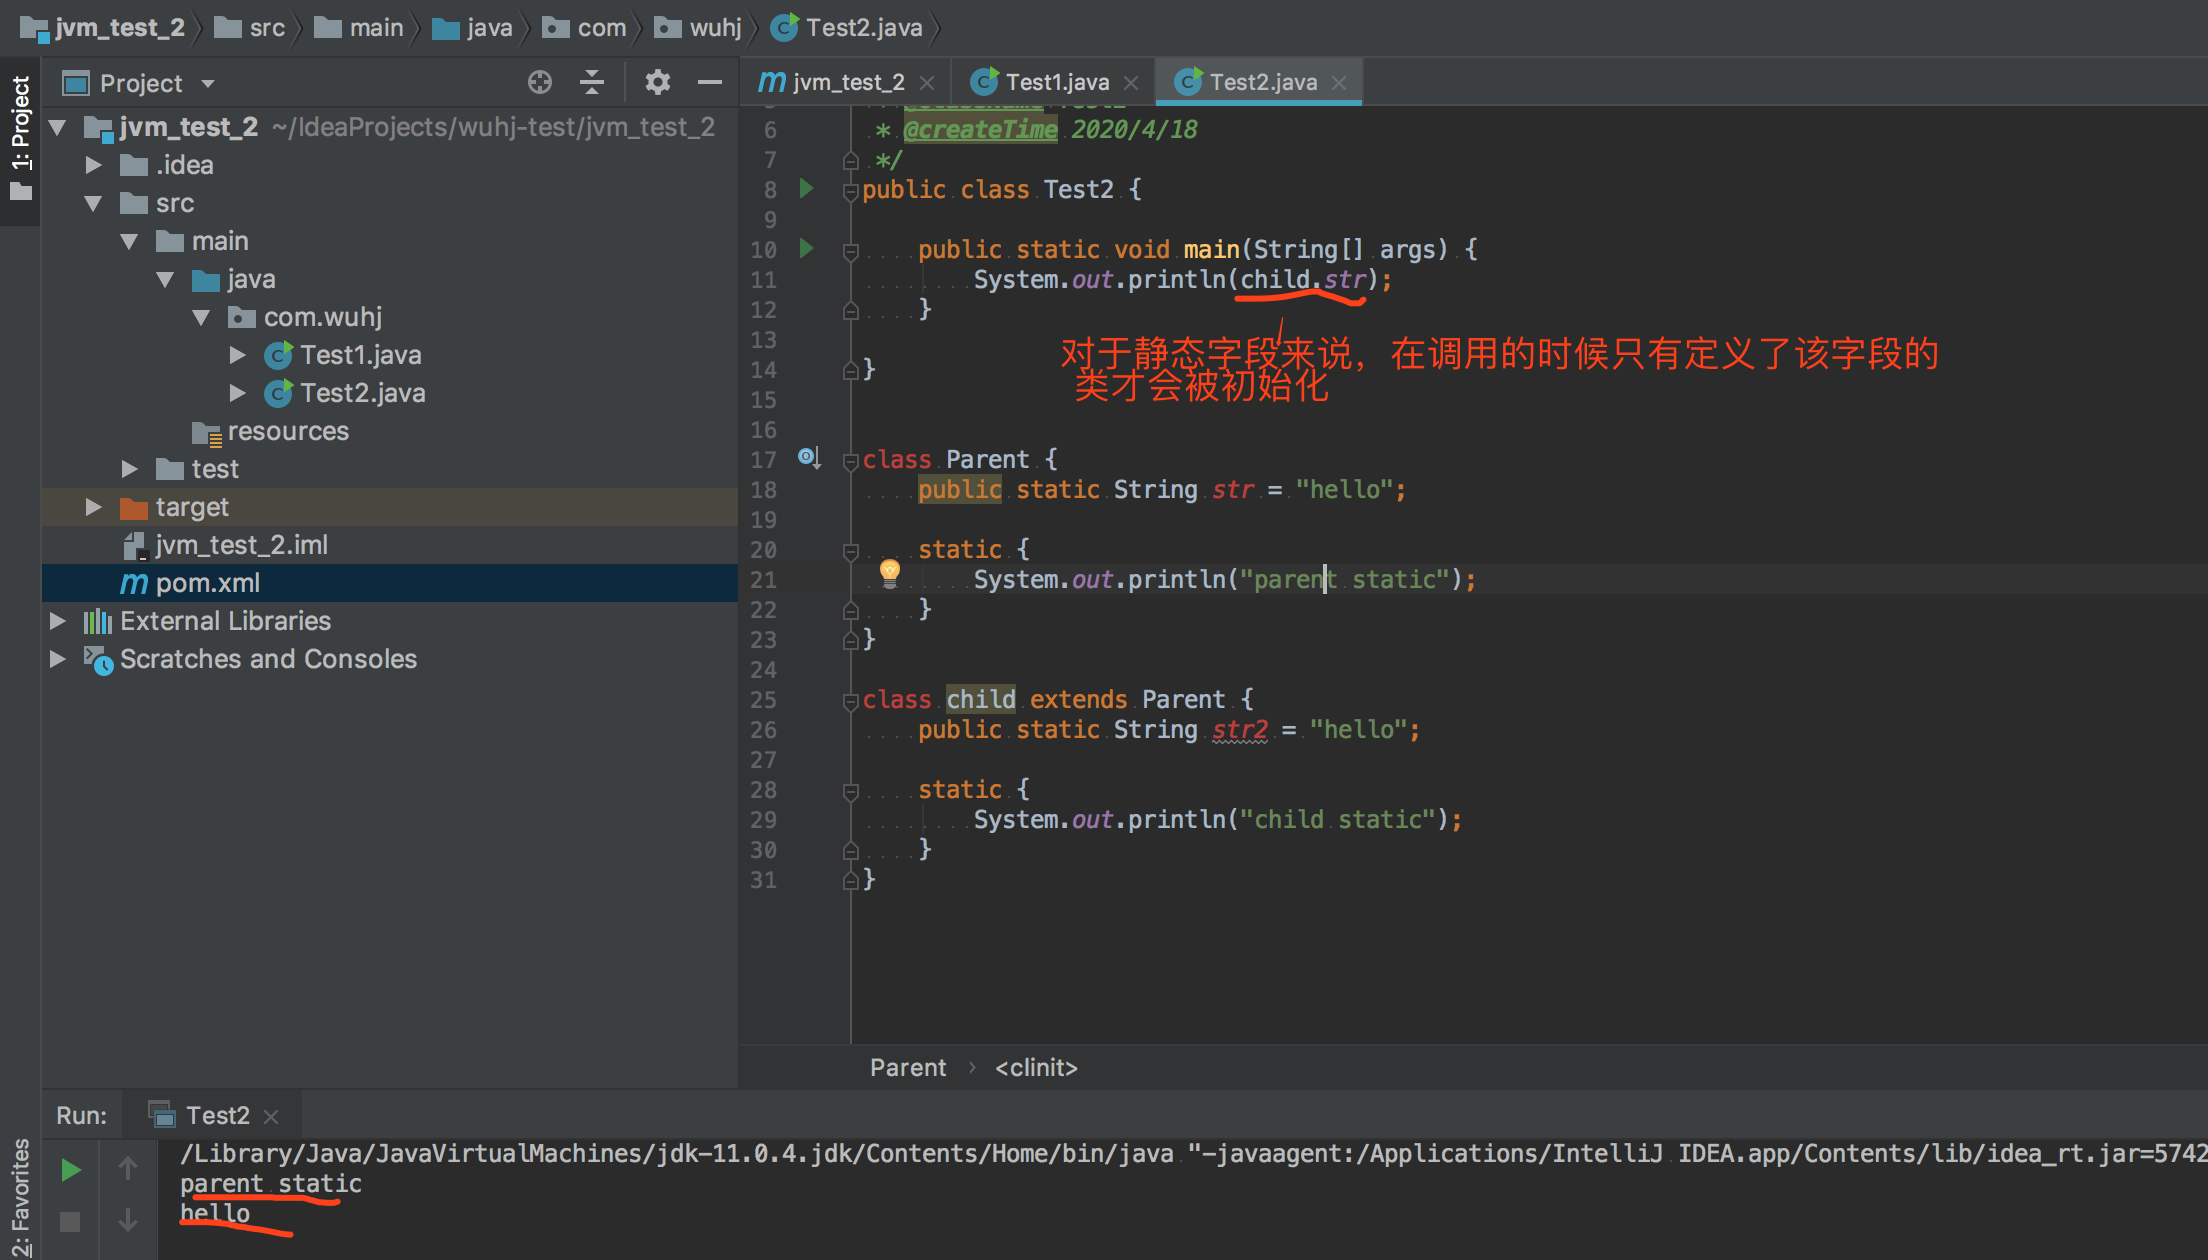 jvm_test_2 src main java com wuhj Test2.java
1: Project
Project
jvm_test_2 ~/IdeaProjects/wuhj-test/jvm_test_2
.idea
src
main
java
com.wuhj
Test1.java
Test2.java
resources
test
target
jvm_test_2.iml
pom.xml
External Libraries
Scratches and Consoles
jvm_test_2 Test1.java Test2.java
6 * @createTime 2020/4/18
7 */
8 public class Test2 {
9
10 public static void main(String[] args) {
11 System.out.println(child.str);
12 }
13
对于静态字段来说，在调用的时候只有定义了该字段的
14 }
类才会被初始化
15
16
17 class Parent {
18 public static String str = "hello";
19
20 static {
21 System.out.println("parent static");
22 }
23 }
24
25 class child extends Parent {
26 public static String str2 = "hello";
27
28 static {
29 System.out.println("child static");
30 }
31 }
Parent › <clinit>
2: Favorites
Run: Test2
/Library/Java/JavaVirtualMachines/jdk-11.0.4.jdk/Contents/Home/bin/java "-javaagent:/Applications/IntelliJ IDEA.app/Contents/lib/idea_rt.jar=5742
parent static
hello